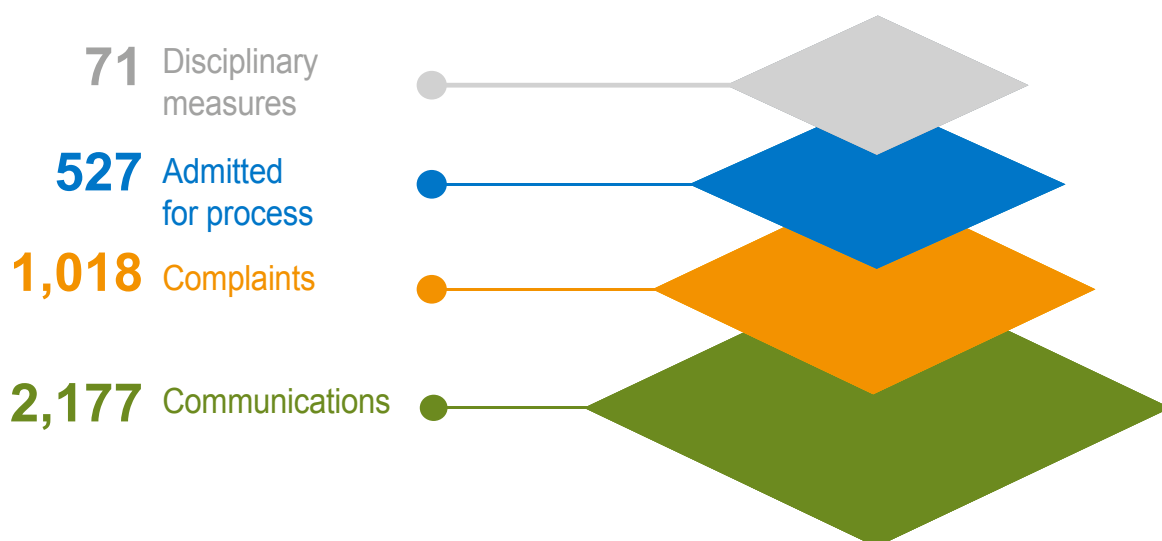 71 Disciplinary
measures
527 Admitted
for process
1,018 Complaints
2,177 Communications